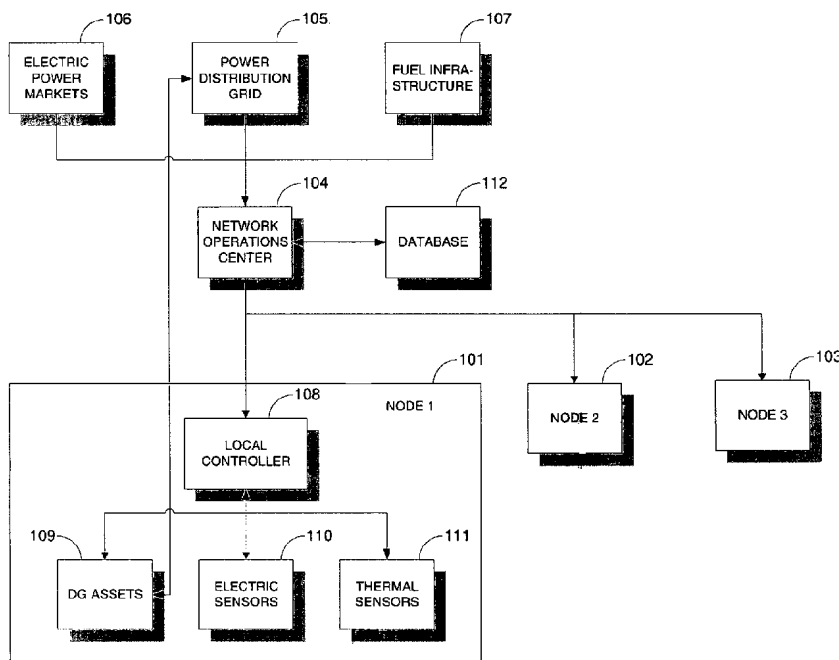 106
105
107
ELECTRIC
POWER
MARKETS
POWER
DISTRIBUTION
GRID
FUEL INFRA-
STRUCTURE
104
112
NETWORK
OPERATIONS
CENTER
DATABASE
101
102
103
NODE 1
108
LOCAL
CONTROLLER
NODE 2
NODE 3
109
110
111
DG ASSETS
ELECTRIC
SENSORS
THERMAL
SENSORS